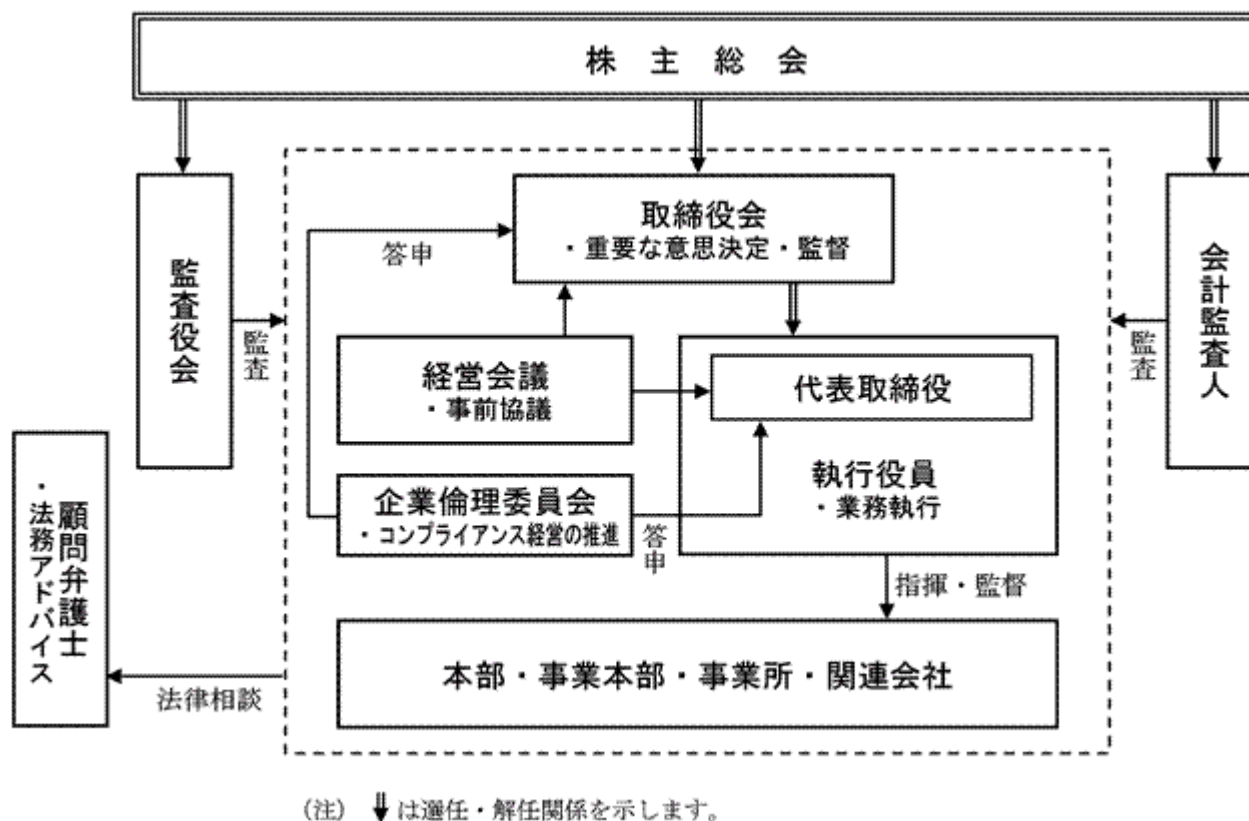 株主総会
取締役会
・重要な意思決定・監督
答申
監査役会
監査
会計監査人
監査
経営会議
・事前協議
代表取締役
執行役員
・業務執行
企業倫理委員会
・コンプライアンス経営の推進
答申
顧問弁護士
・法務アドバイス
法律相談
指揮・監督
本部・事業本部・事業所・関連会社
(注) ⇓は選任・解任関係を示します。